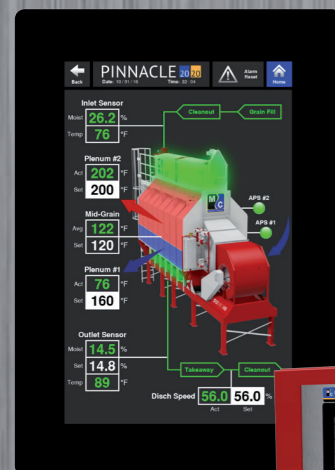 Back
PINNACLE 20 20
Date: 10 / 31 / 16 Time: 02 : 04
Alarm Reset
Home
Inlet Sensor
Moist 26.2 %
Temp 76 °F
Cleanout
Grain Fill
Plenum #2
Act 202 °F
Set 200 °F
M C
APS #2
APS #1
Mid-Grain
Avg 122 °F
Set 120 °F
Plenum #1
Act 76 °F
Set 160 °F
Outlet Sensor
Moist 14.5 %
Set 14.8 %
Temp 89 °F
Takeaway
Cleanout
Disch Speed 56.0 56.0 %
Act Set